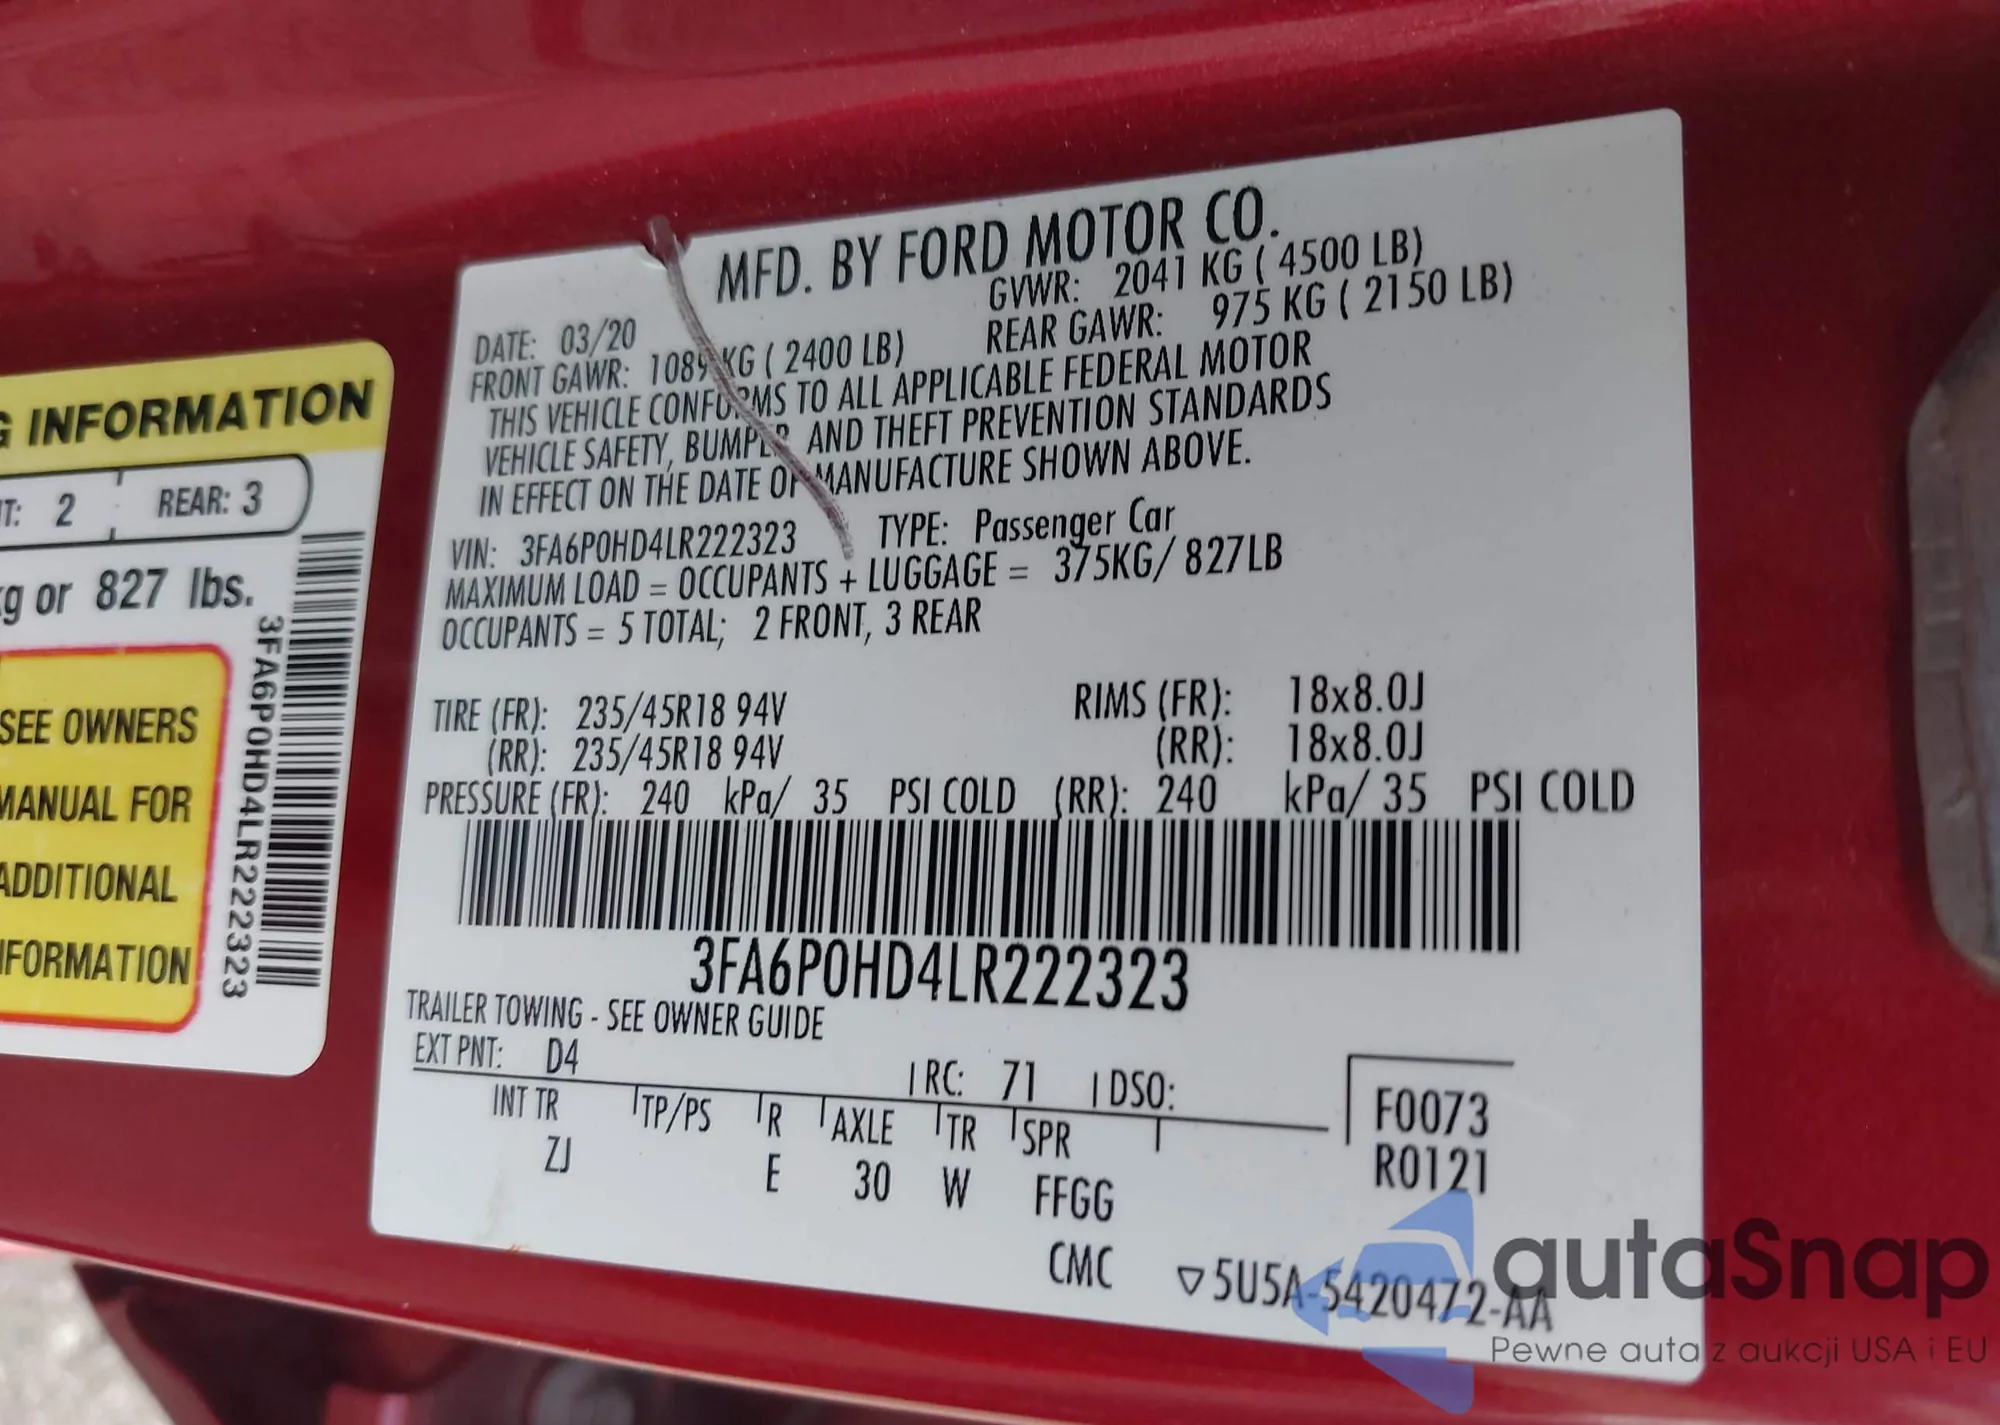 G INFORMATION
T: 2 REAR: 3
kg or 827 lbs.
SEE OWNERS
MANUAL FOR
ADDITIONAL
INFORMATION
3FA6P0HD4LR222323
MFD. BY FORD MOTOR CO.
DATE: 03/20 GVWR: 2041 KG ( 4500 LB)
FRONT GAWR: 1089 KG ( 2400 LB) REAR GAWR: 975 KG ( 2150 LB)
THIS VEHICLE CONFORMS TO ALL APPLICABLE FEDERAL MOTOR
VEHICLE SAFETY, BUMPER, AND THEFT PREVENTION STANDARDS
IN EFFECT ON THE DATE OF MANUFACTURE SHOWN ABOVE.
VIN: 3FA6P0HD4LR222323 TYPE: Passenger Car
MAXIMUM LOAD = OCCUPANTS + LUGGAGE = 375KG/ 827LB
OCCUPANTS = 5 TOTAL; 2 FRONT, 3 REAR
TIRE (FR): 235/45R18 94V RIMS (FR): 18x8.0J
(RR): 235/45R18 94V (RR): 18x8.0J
PRESSURE (FR): 240 kPa/ 35 PSI COLD (RR): 240 kPa/ 35 PSI COLD
3FA6P0HD4LR222323
TRAILER TOWING - SEE OWNER GUIDE
EXT PNT: D4 RC: 71 DSO:
INT TR TP/PS R AXLE TR SPR
ZJ E 30 W FFGG
CMC
F0073
R0121
▽5U5A-5420472-AA
autaSnap
Pewne auta z aukcji USA i EU